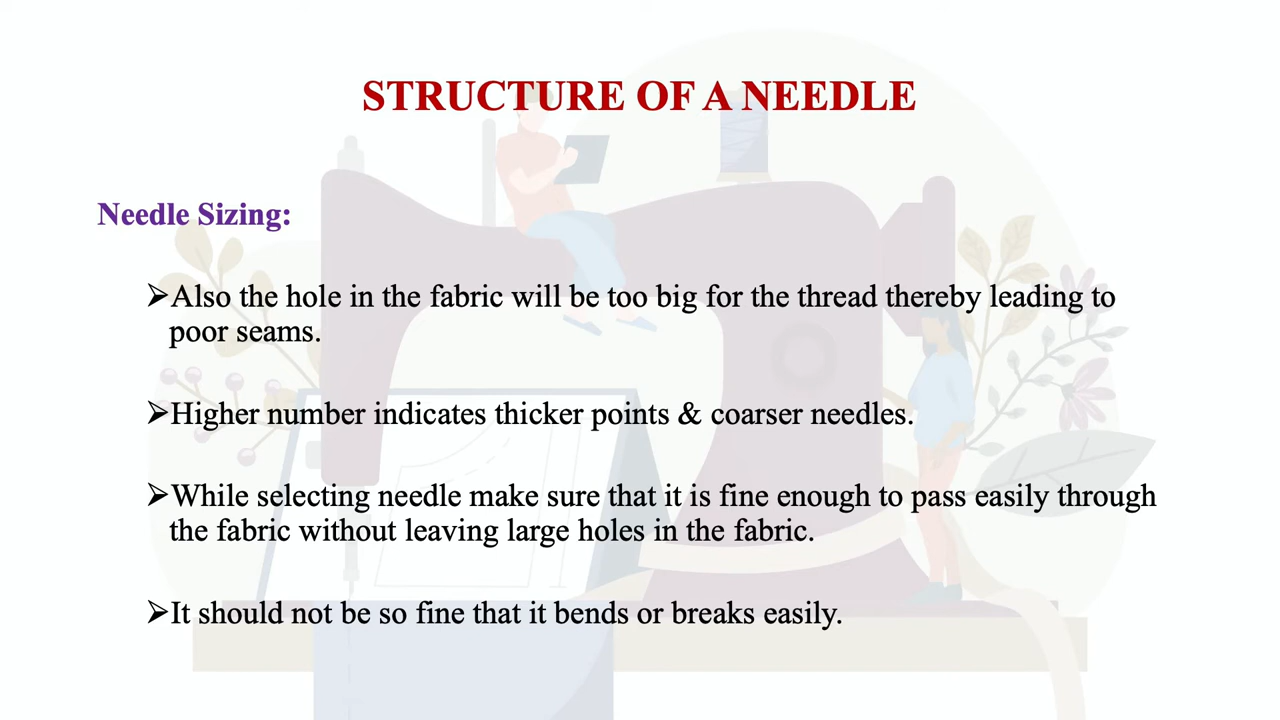 STRUCTURE OF A NEEDLE
Needle Sizing:
➢Also the hole in the fabric will be too big for the thread thereby leading to
poor seams.
➢Higher number indicates thicker points & coarser needles.
➢While selecting needle make sure that it is fine enough to pass easily through
the fabric without leaving large holes in the fabric.
➢It should not be so fine that it bends or breaks easily.